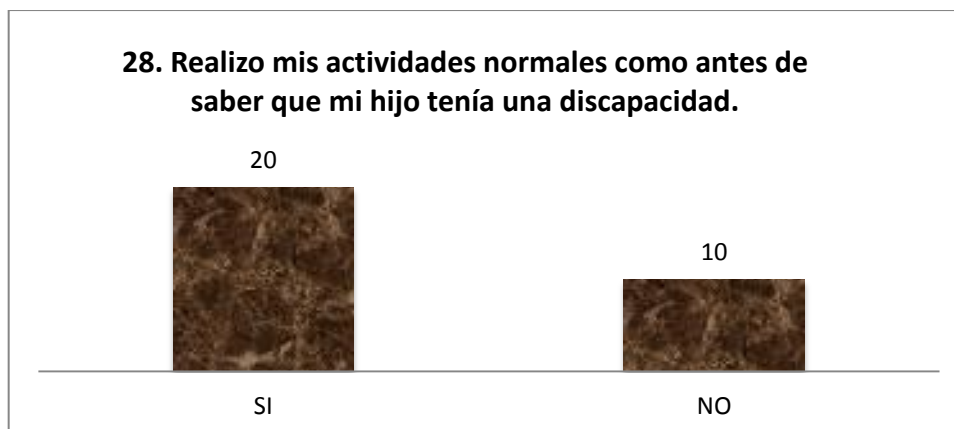 28. Realizo mis actividades normales como antes de
saber que mi hijo tenía una discapacidad.
20
10
SI
NO